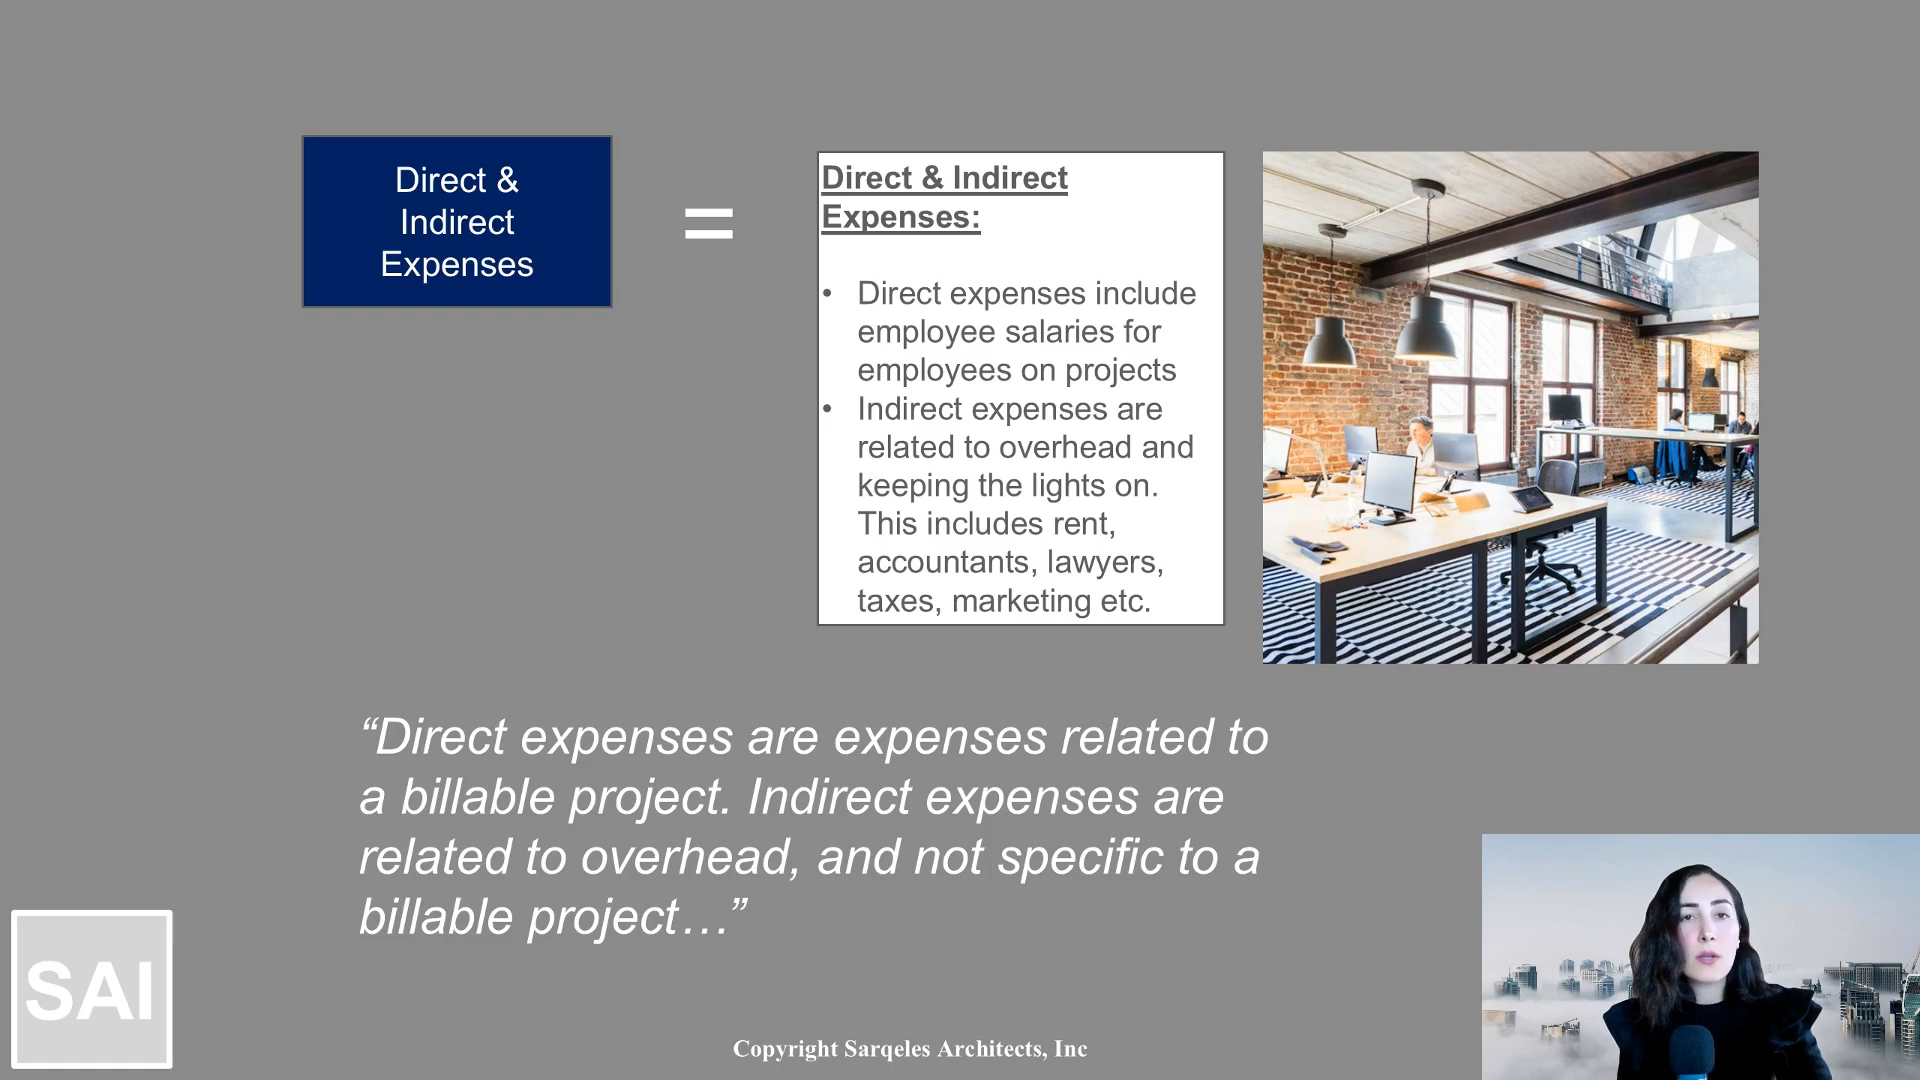 Direct &
Indirect
Expenses
=
Direct & Indirect
Expenses:
• Direct expenses include
employee salaries for
employees on projects
• Indirect expenses are
related to overhead and
keeping the lights on.
This includes rent,
accountants, lawyers,
taxes, marketing etc.
“Direct expenses are expenses related to
a billable project. Indirect expenses are
related to overhead, and not specific to a
billable project…”
SAI
Copyright Sarqeles Architects, Inc